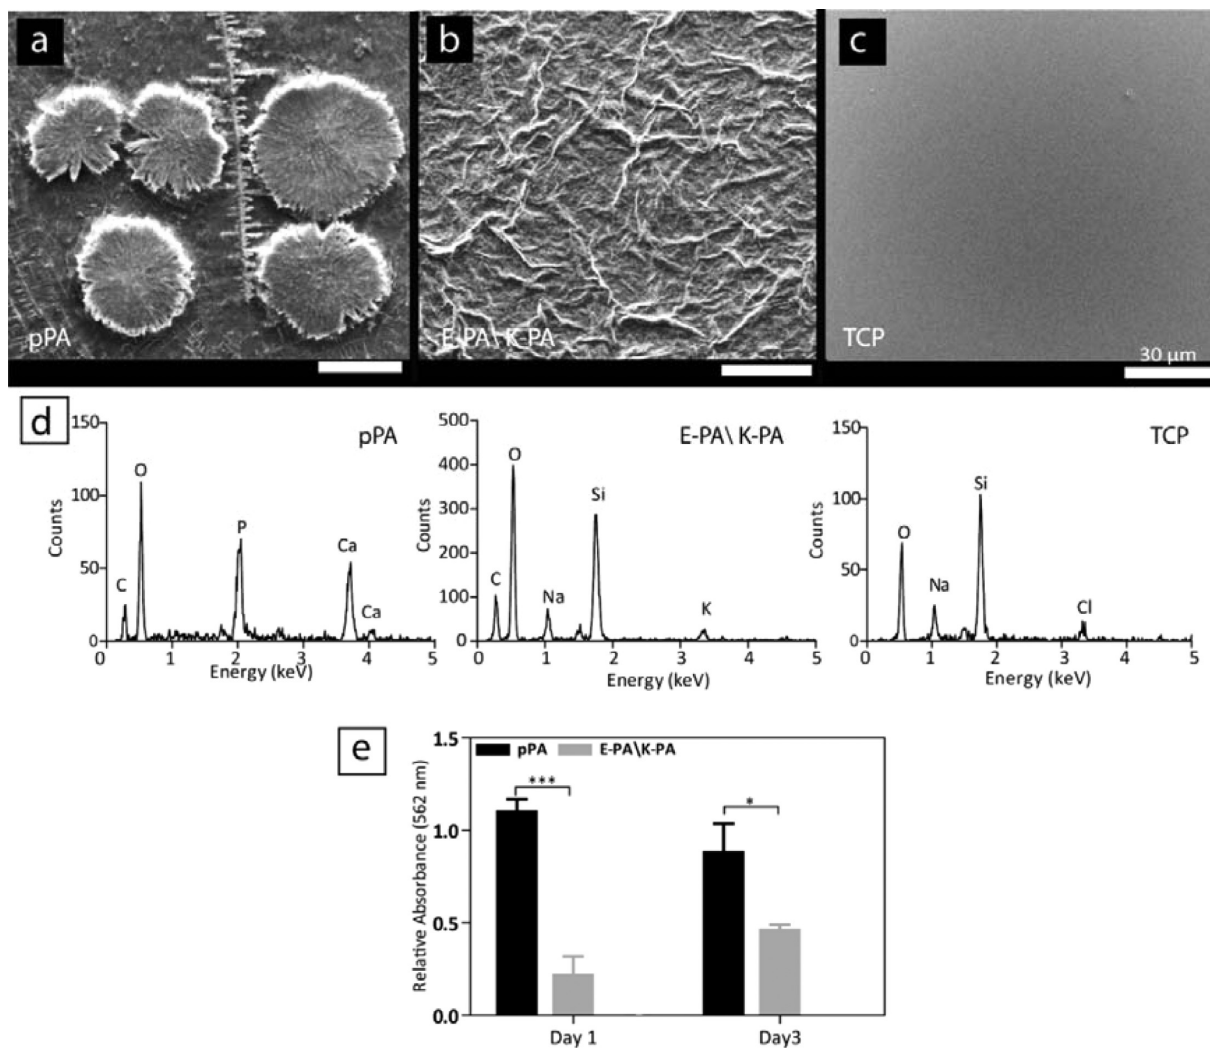 a
b
c
pPA
E-PA\ K-PA
TCP
30 µm
d
pPA
E-PA\ K-PA
TCP
150
100
50
0
Counts
C
O
P
Ca
Ca
0 1 2 3 4 5
Energy (keV)
500
400
300
200
100
0
Counts
C
O
Na
Si
K
0 1 2 3 4 5
Energy (keV)
150
100
50
0
Counts
O
Na
Si
Cl
0 1 2 3 4 5
Energy (keV)
e
pPA E-PA\K-PA
1.5
1.0
0.5
0.0
Relative Absorbance (562 nm)
***
*
Day 1 Day3